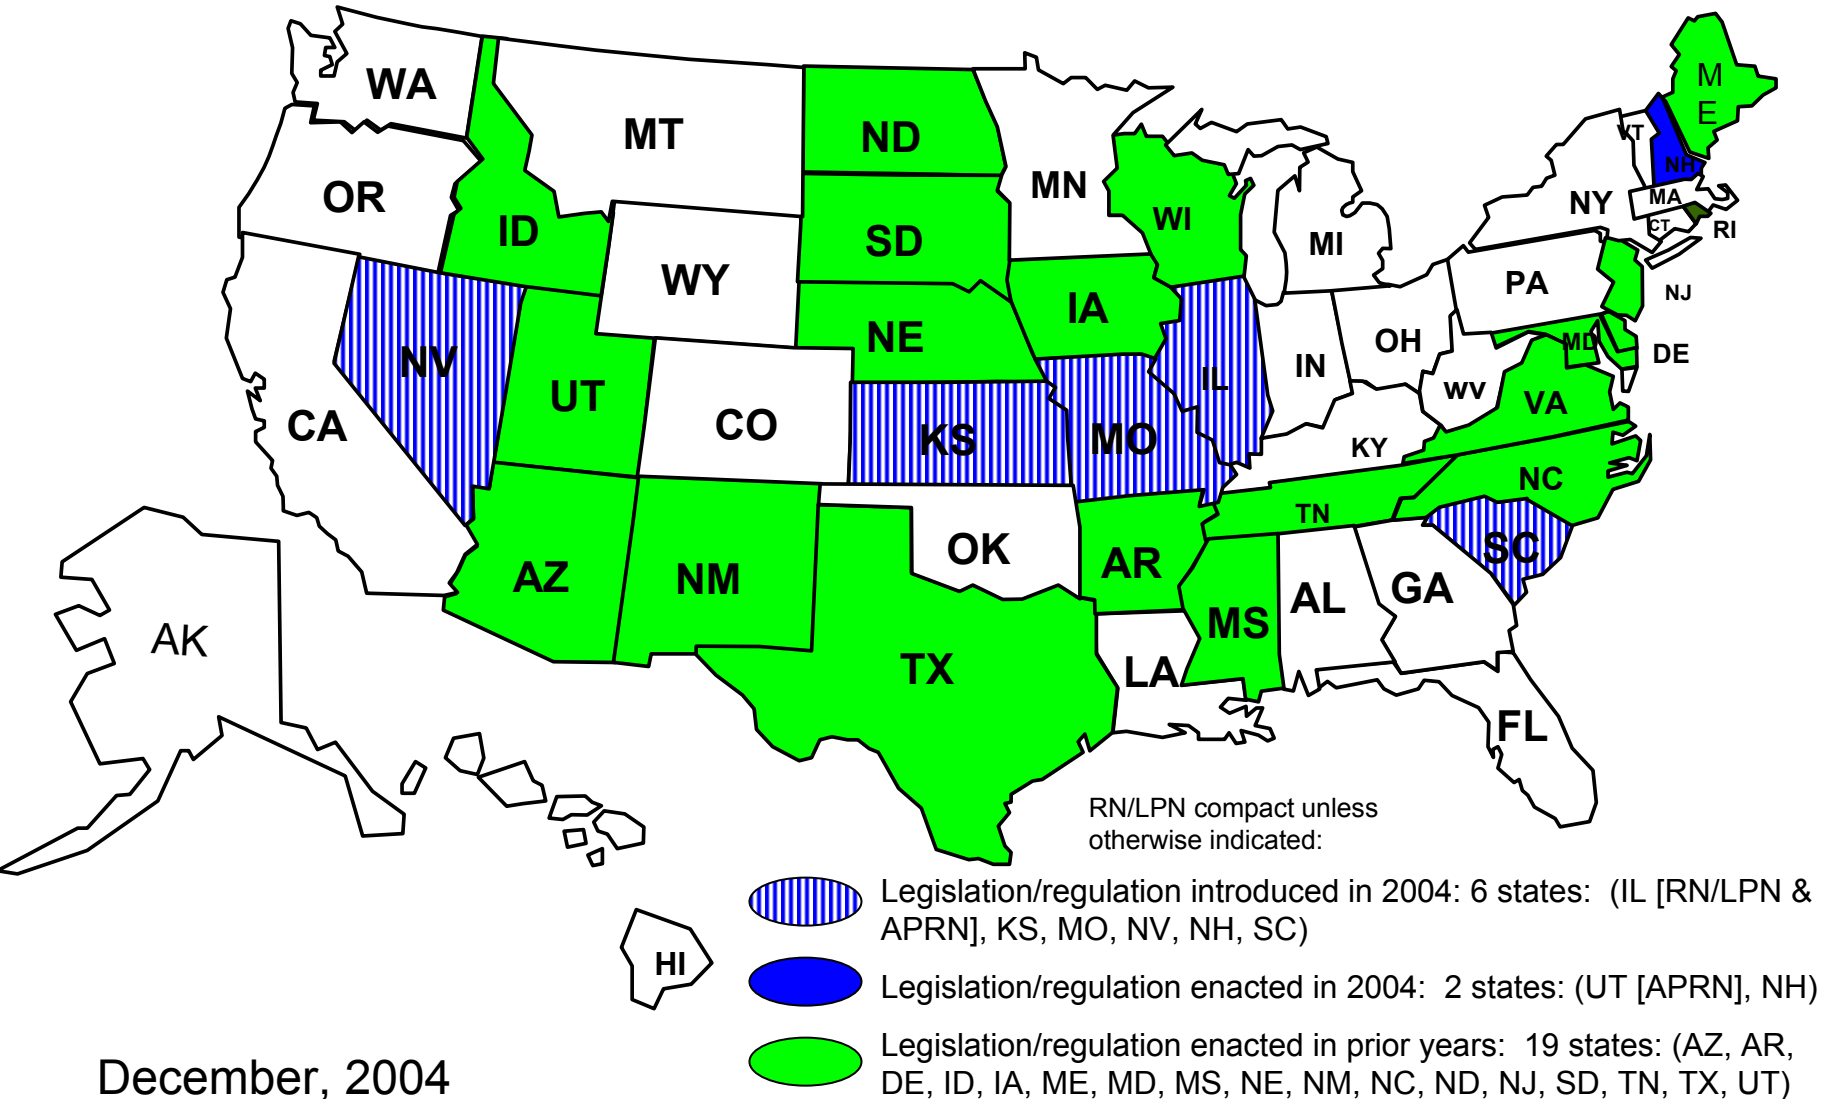 M
E
WA
MT
ND
VT
NH
OR
MN
MA
NY
WI
CT
RI
ID
SD
MI
WY
PA
NJ
IA
NE
OH
MD
DE
NV
IN
IL
UT
WV
VA
CO
CA
KS
MO
KY
NC
TN
OK
SC
AR
AZ
NM
GA
AL
MS
AK
TX
LA
FL
RN/LPN compact unless
otherwise indicated:
Legislation/regulation introduced in 2004: 6 states: (IL [RN/LPN &
APRN], KS, MO, NV, NH, SC)
HI
Legislation/regulation enacted in 2004: 2 states: (UT [APRN], NH)
Legislation/regulation enacted in prior years: 19 states: (AZ, AR,
DE, ID, IA, ME, MD, MS, NE, NM, NC, ND, NJ, SD, TN, TX, UT)
December, 2004